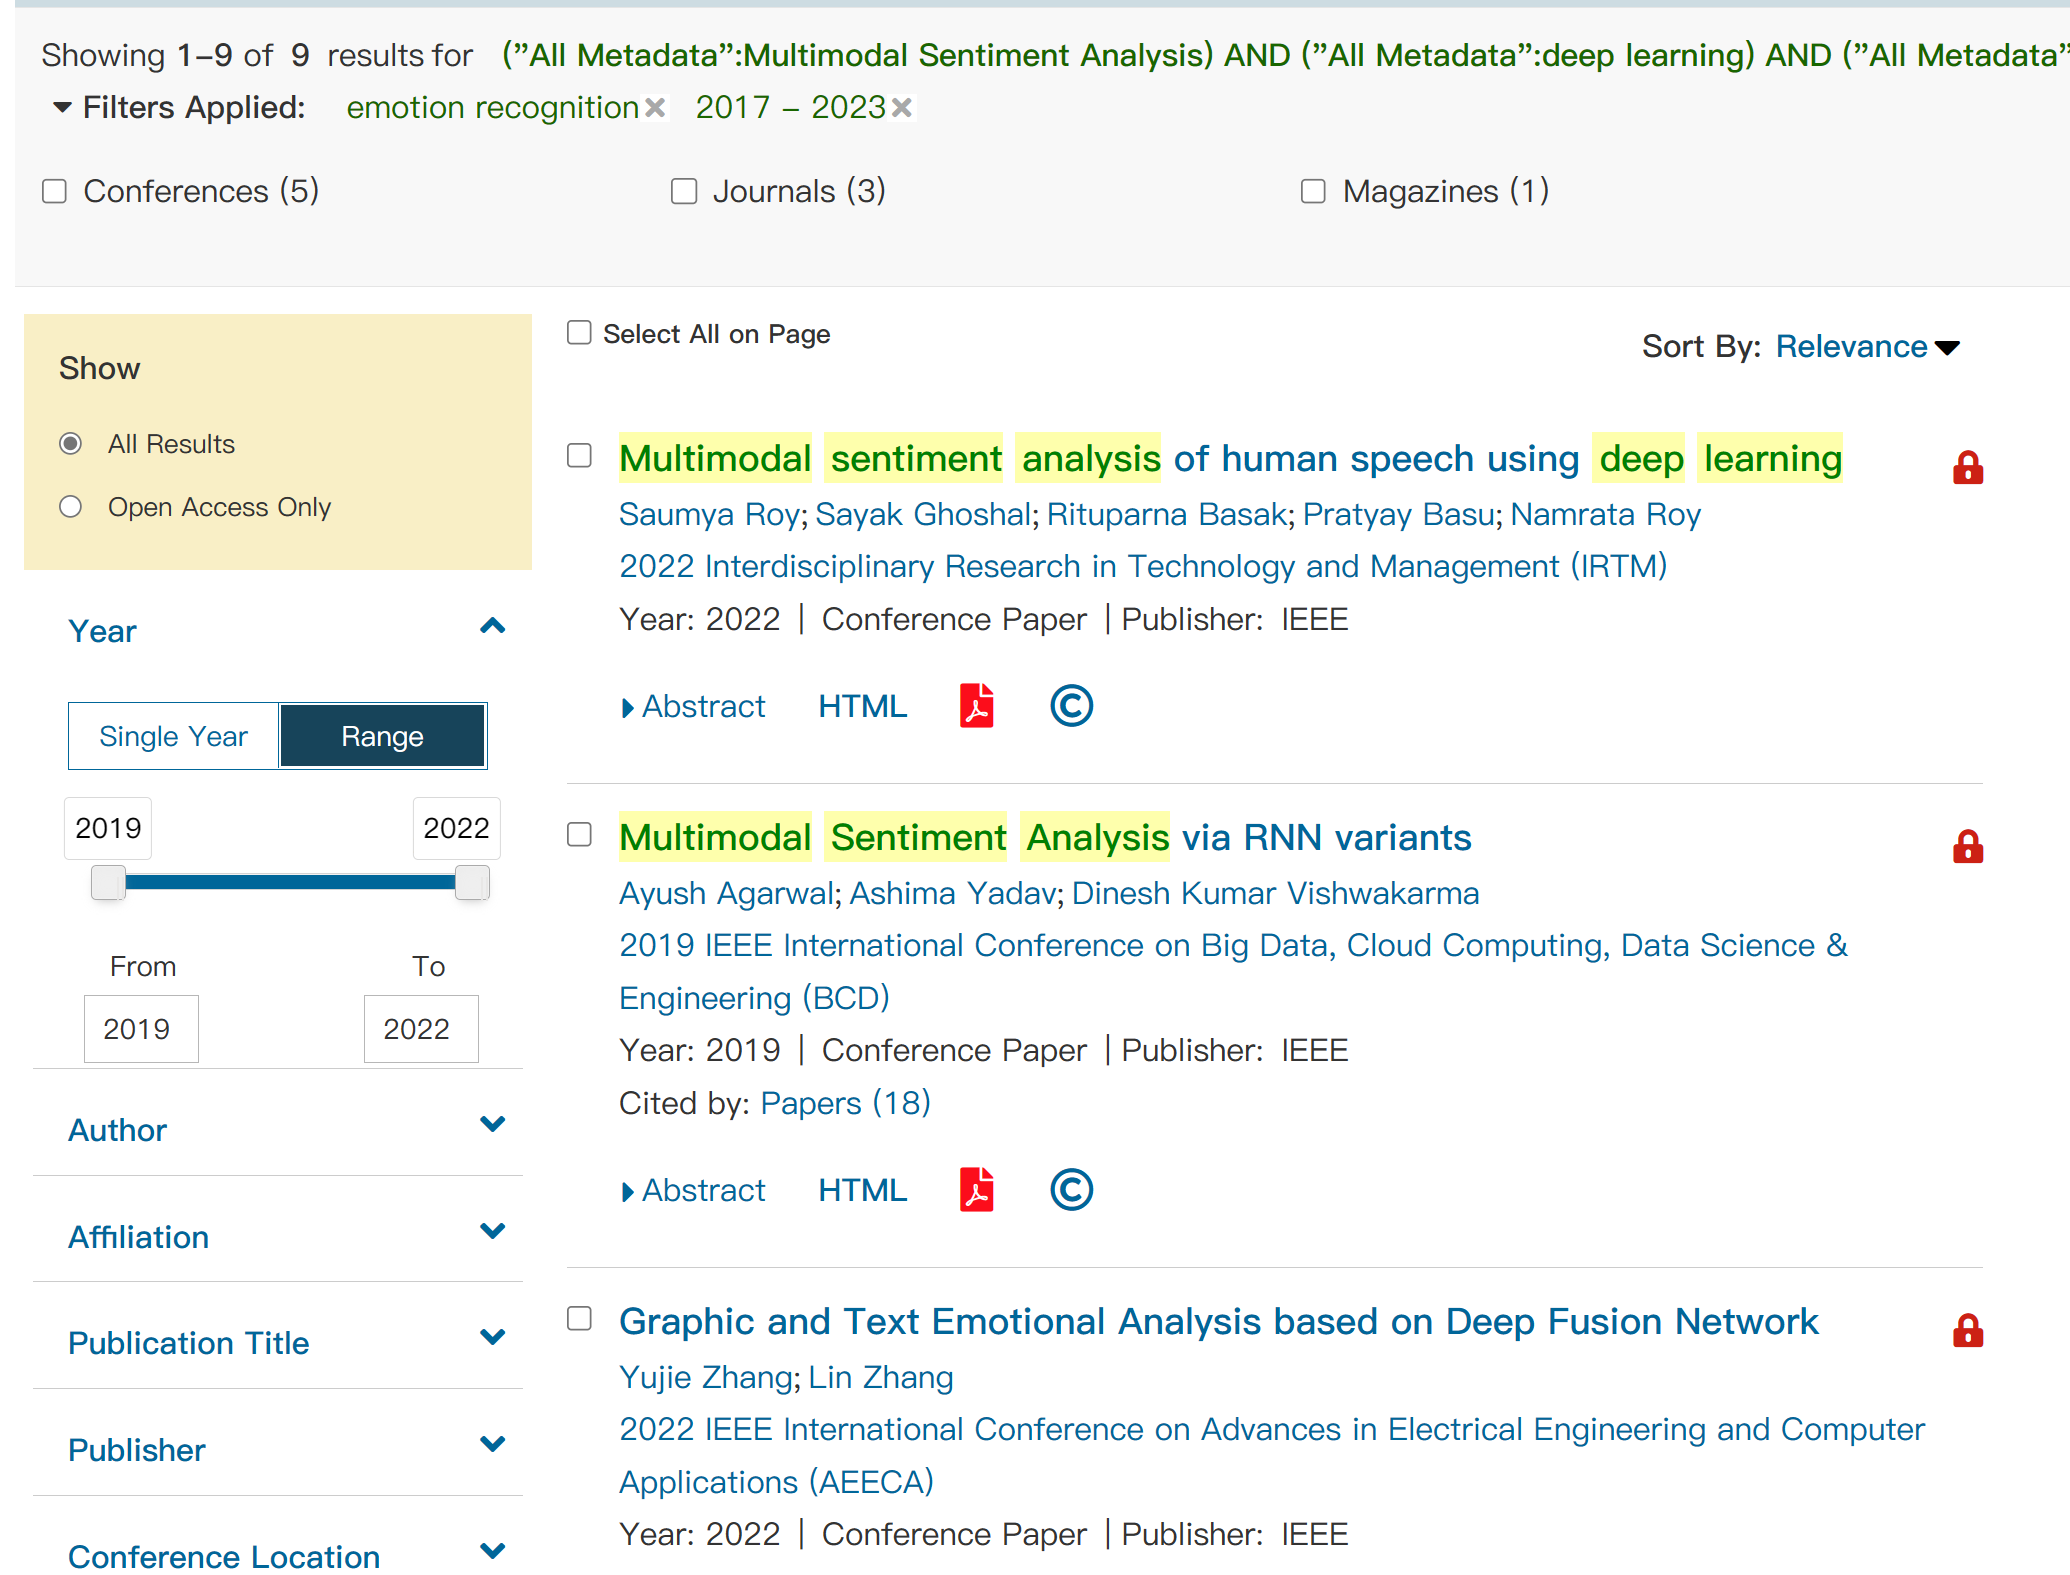 Showing 1–9 of 9 results for ("All Metadata":Multimodal Sentiment Analysis) AND ("All Metadata":deep learning) AND ("All Metadata"
Filters Applied: emotion recognition 2017 – 2023
Conferences (5) Journals (3) Magazines (1)
Show
All Results
Open Access Only
Year
Single Year Range
2019 2022
From To
2019 2022
Author
Affiliation
Publication Title
Publisher
Conference Location
Select All on Page
Sort By: Relevance
Multimodal sentiment analysis of human speech using deep learning
Saumya Roy; Sayak Ghoshal; Rituparna Basak; Pratyay Basu; Namrata Roy
2022 Interdisciplinary Research in Technology and Management (IRTM)
Year: 2022 | Conference Paper | Publisher: IEEE
Abstract HTML ©
Multimodal Sentiment Analysis via RNN variants
Ayush Agarwal; Ashima Yadav; Dinesh Kumar Vishwakarma
2019 IEEE International Conference on Big Data, Cloud Computing, Data Science &
Engineering (BCD)
Year: 2019 | Conference Paper | Publisher: IEEE
Cited by: Papers (18)
Abstract HTML ©
Graphic and Text Emotional Analysis based on Deep Fusion Network
Yujie Zhang; Lin Zhang
2022 IEEE International Conference on Advances in Electrical Engineering and Computer
Applications (AEECA)
Year: 2022 | Conference Paper | Publisher: IEEE